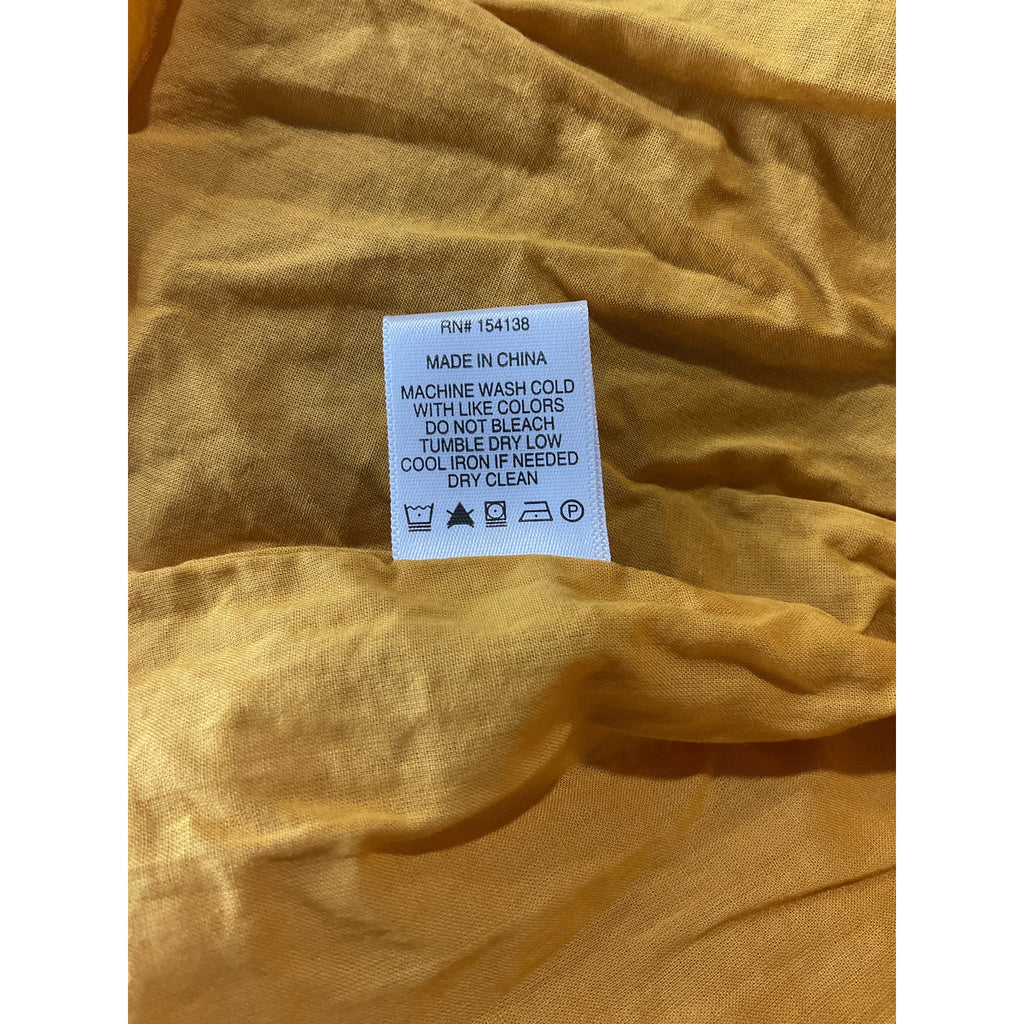 RN# 154138
MADE IN CHINA
MACHINE WASH COLD
WITH LIKE COLORS
DO NOT BLEACH
TUMBLE DRY LOW
COOL IRON IF NEEDED
DRY CLEAN
P